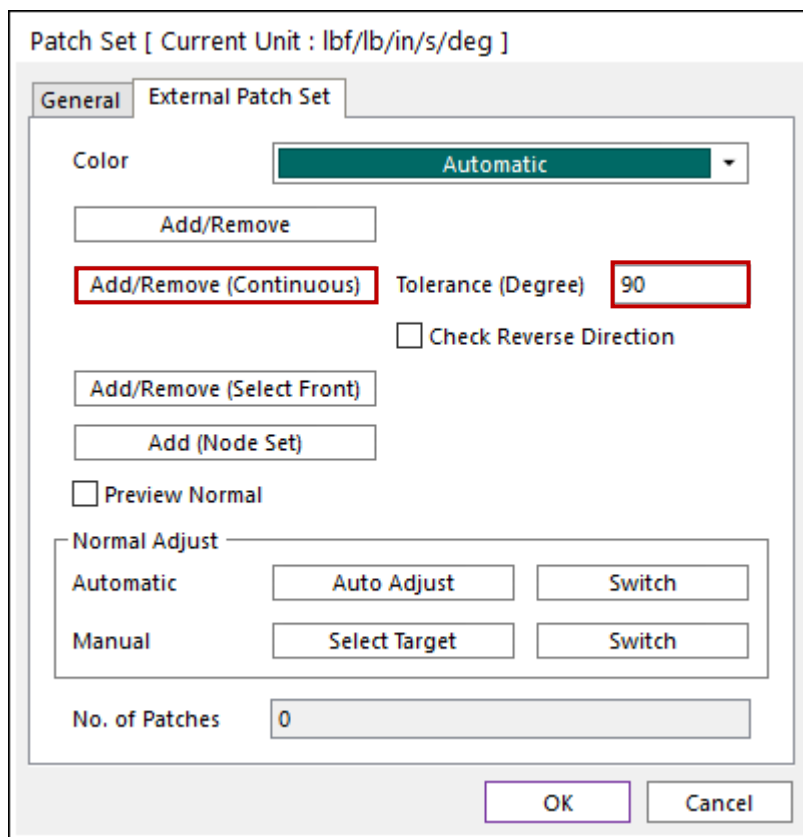 Patch Set [ Current Unit : lbf/lb/in/s/deg ]
General External Patch Set
Color Automatic
Add/Remove
Add/Remove (Continuous) Tolerance (Degree) 90
Check Reverse Direction
Add/Remove (Select Front)
Add (Node Set)
Preview Normal
Normal Adjust
Automatic Auto Adjust Switch
Manual Select Target Switch
No. of Patches 0
OK Cancel